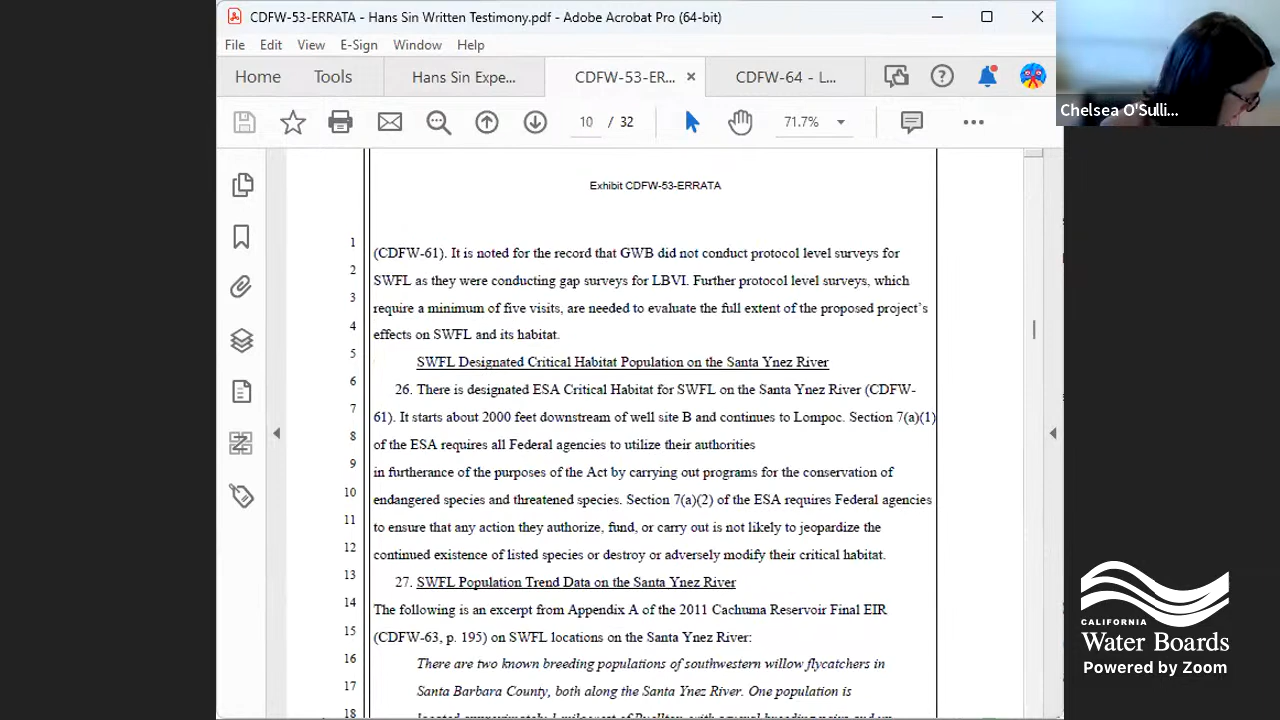 CDFW-53-ERRATA - Hans Sin Written Testimony.pdf - Adobe Acrobat Pro (64-bit)
File Edit View E-Sign Window Help
Home Tools Hans Sin Expe... CDFW-53-ER... CDFW-64 - L...
10 / 32 71.7%
Chelsea O'Sulli...
Exhibit CDFW-53-ERRATA
1 (CDFW-61). It is noted for the record that GWB did not conduct protocol level surveys for
2 SWFL as they were conducting gap surveys for LBVI. Further protocol level surveys, which
3 require a minimum of five visits, are needed to evaluate the full extent of the proposed project's
4 effects on SWFL and its habitat.
5 SWFL Designated Critical Habitat Population on the Santa Ynez River
6 26. There is designated ESA Critical Habitat for SWFL on the Santa Ynez River (CDFW-
7 61). It starts about 2000 feet downstream of well site B and continues to Lompoc. Section 7(a)(1)
8 of the ESA requires all Federal agencies to utilize their authorities
9 in furtherance of the purposes of the Act by carrying out programs for the conservation of
10 endangered species and threatened species. Section 7(a)(2) of the ESA requires Federal agencies
11 to ensure that any action they authorize, fund, or carry out is not likely to jeopardize the
12 continued existence of listed species or destroy or adversely modify their critical habitat.
13 27. SWFL Population Trend Data on the Santa Ynez River
14 The following is an excerpt from Appendix A of the 2011 Cachuma Reservoir Final EIR
15 (CDFW-63, p. 195) on SWFL locations on the Santa Ynez River:
16 There are two known breeding populations of southwestern willow flycatchers in
17 Santa Barbara County, both along the Santa Ynez River. One population is
18
CALIFORNIA
Water Boards
Powered by Zoom